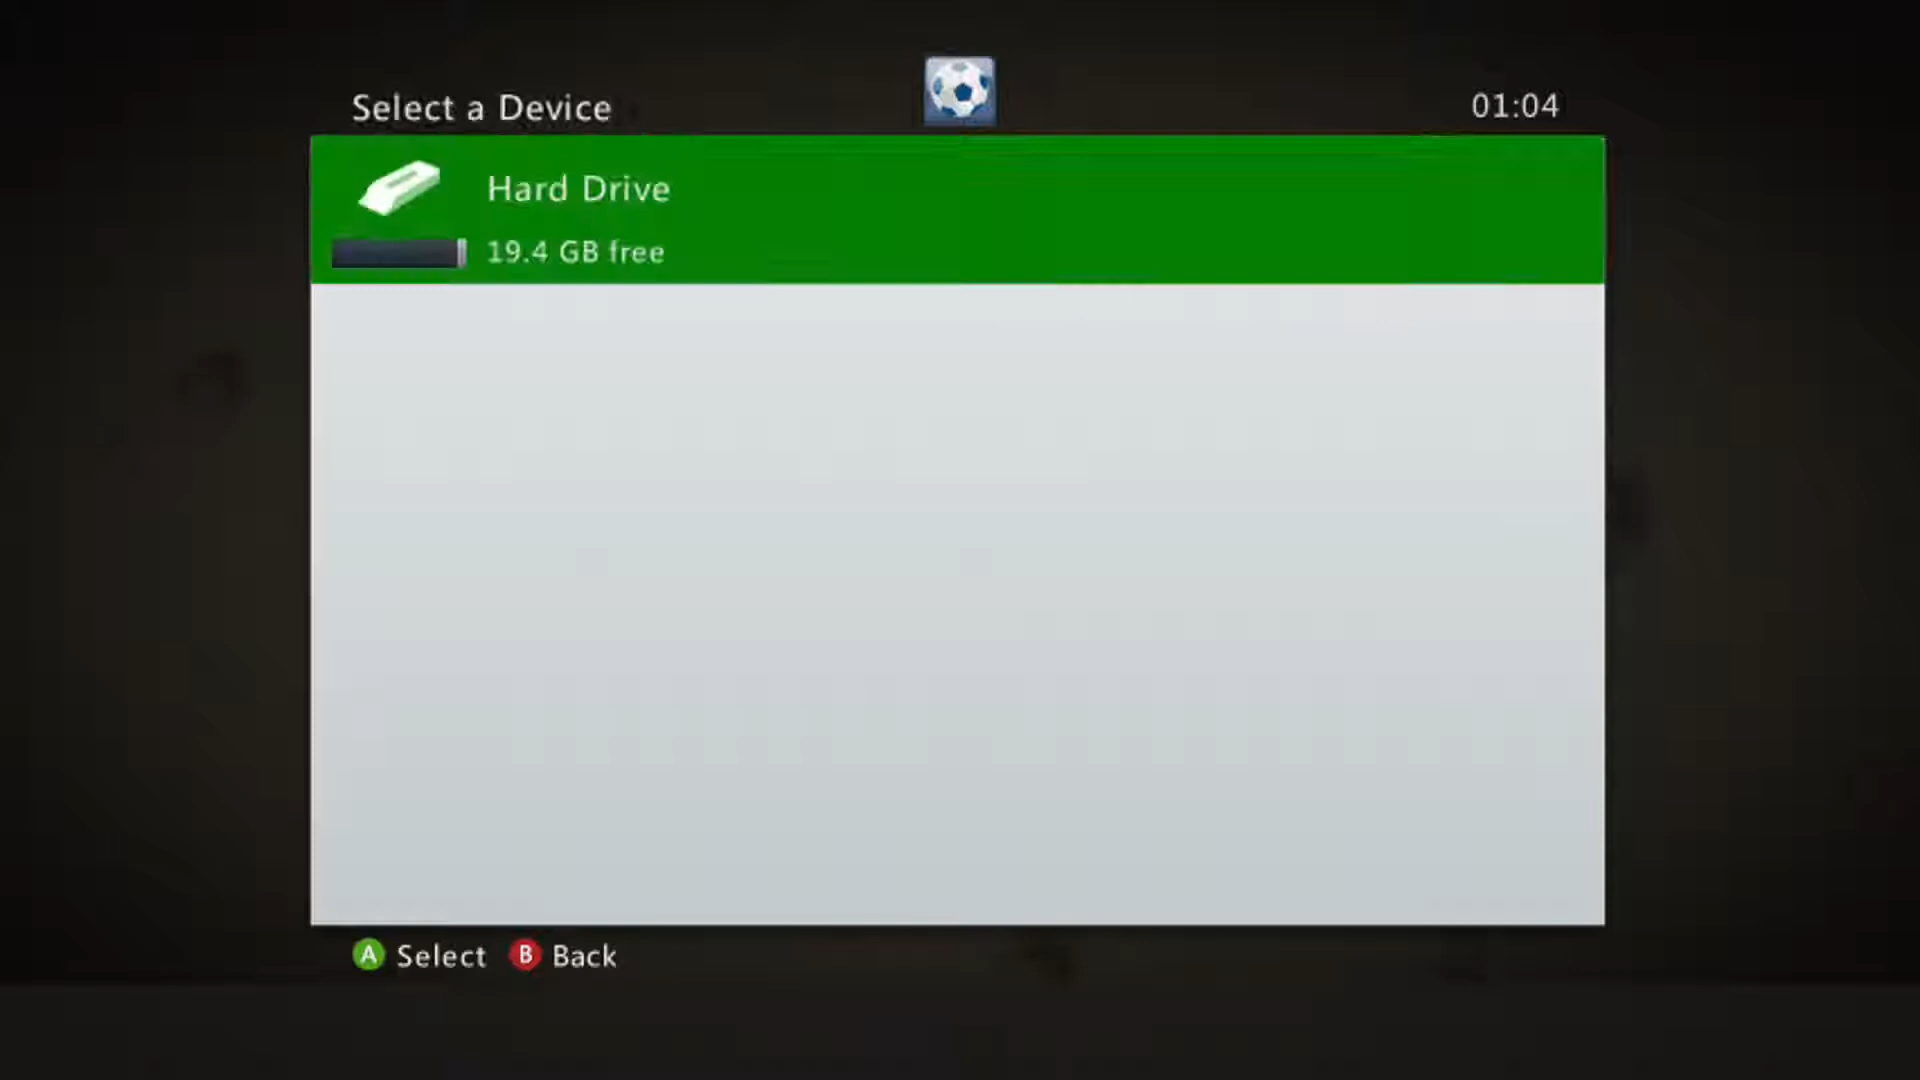 Select a Device
01:04
Hard Drive
19.4 GB free
A Select B Back